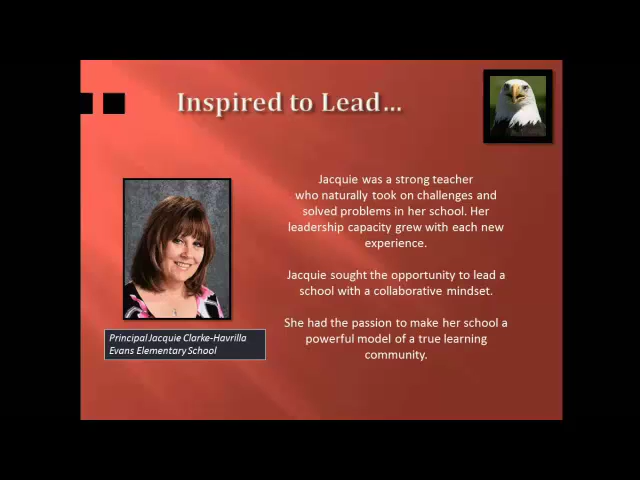 Inspired to Lead...
Jacquie was a strong teacher
who naturally took on challenges and
solved problems in her school. Her
leadership capacity grew with each new
experience.
Jacquie sought the opportunity to lead a
school with a collaborative mindset.
She had the passion to make her school a
powerful model of a true learning
community.
Principal Jacquie Clarke-Havrilla
Evans Elementary School